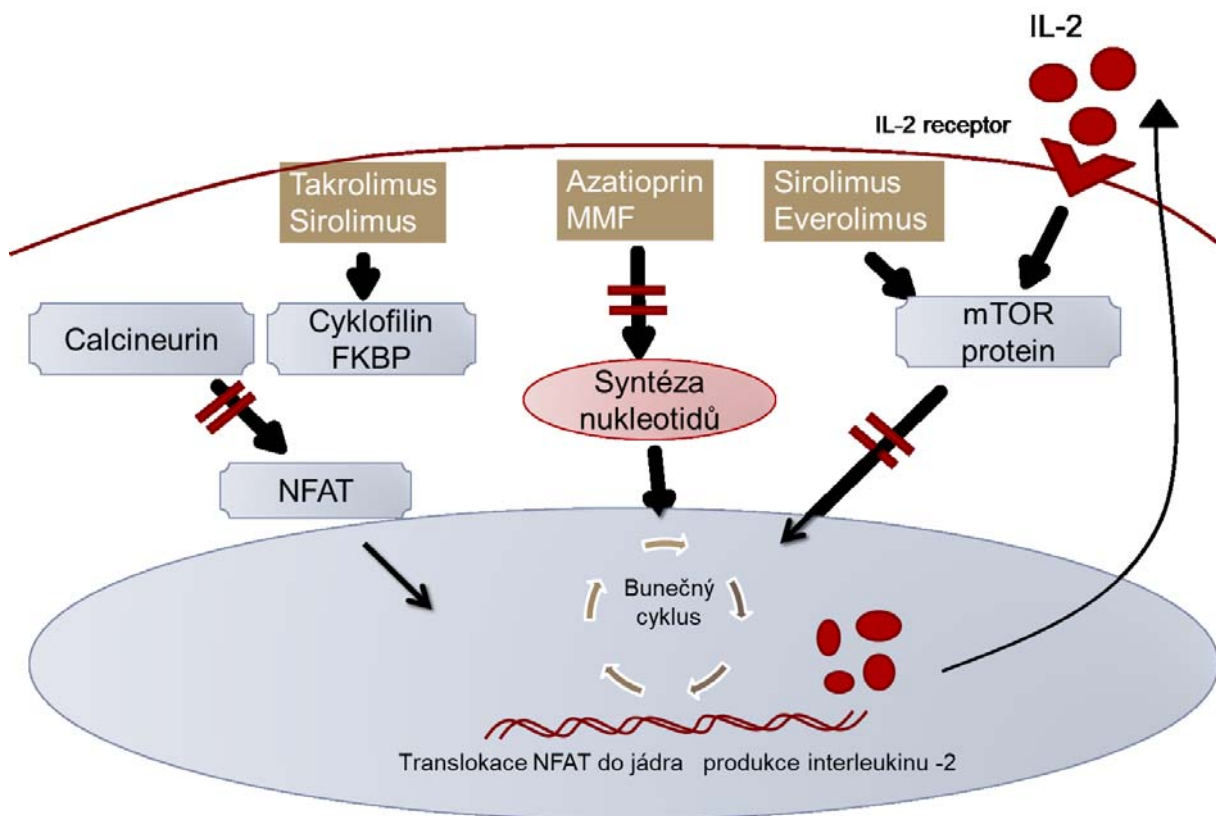 IL-2
IL-2 receptor
Takrolimus
Sirolimus
Azatioprin
MMF
Sirolimus
Everolimus
Calcineurin
Cyklofilin
FKBP
mTOR
protein
Syntéza
nukleotidů
NFAT
Bunečný
cyklus
Translokace NFAT do jádra produkce interleukinu -2